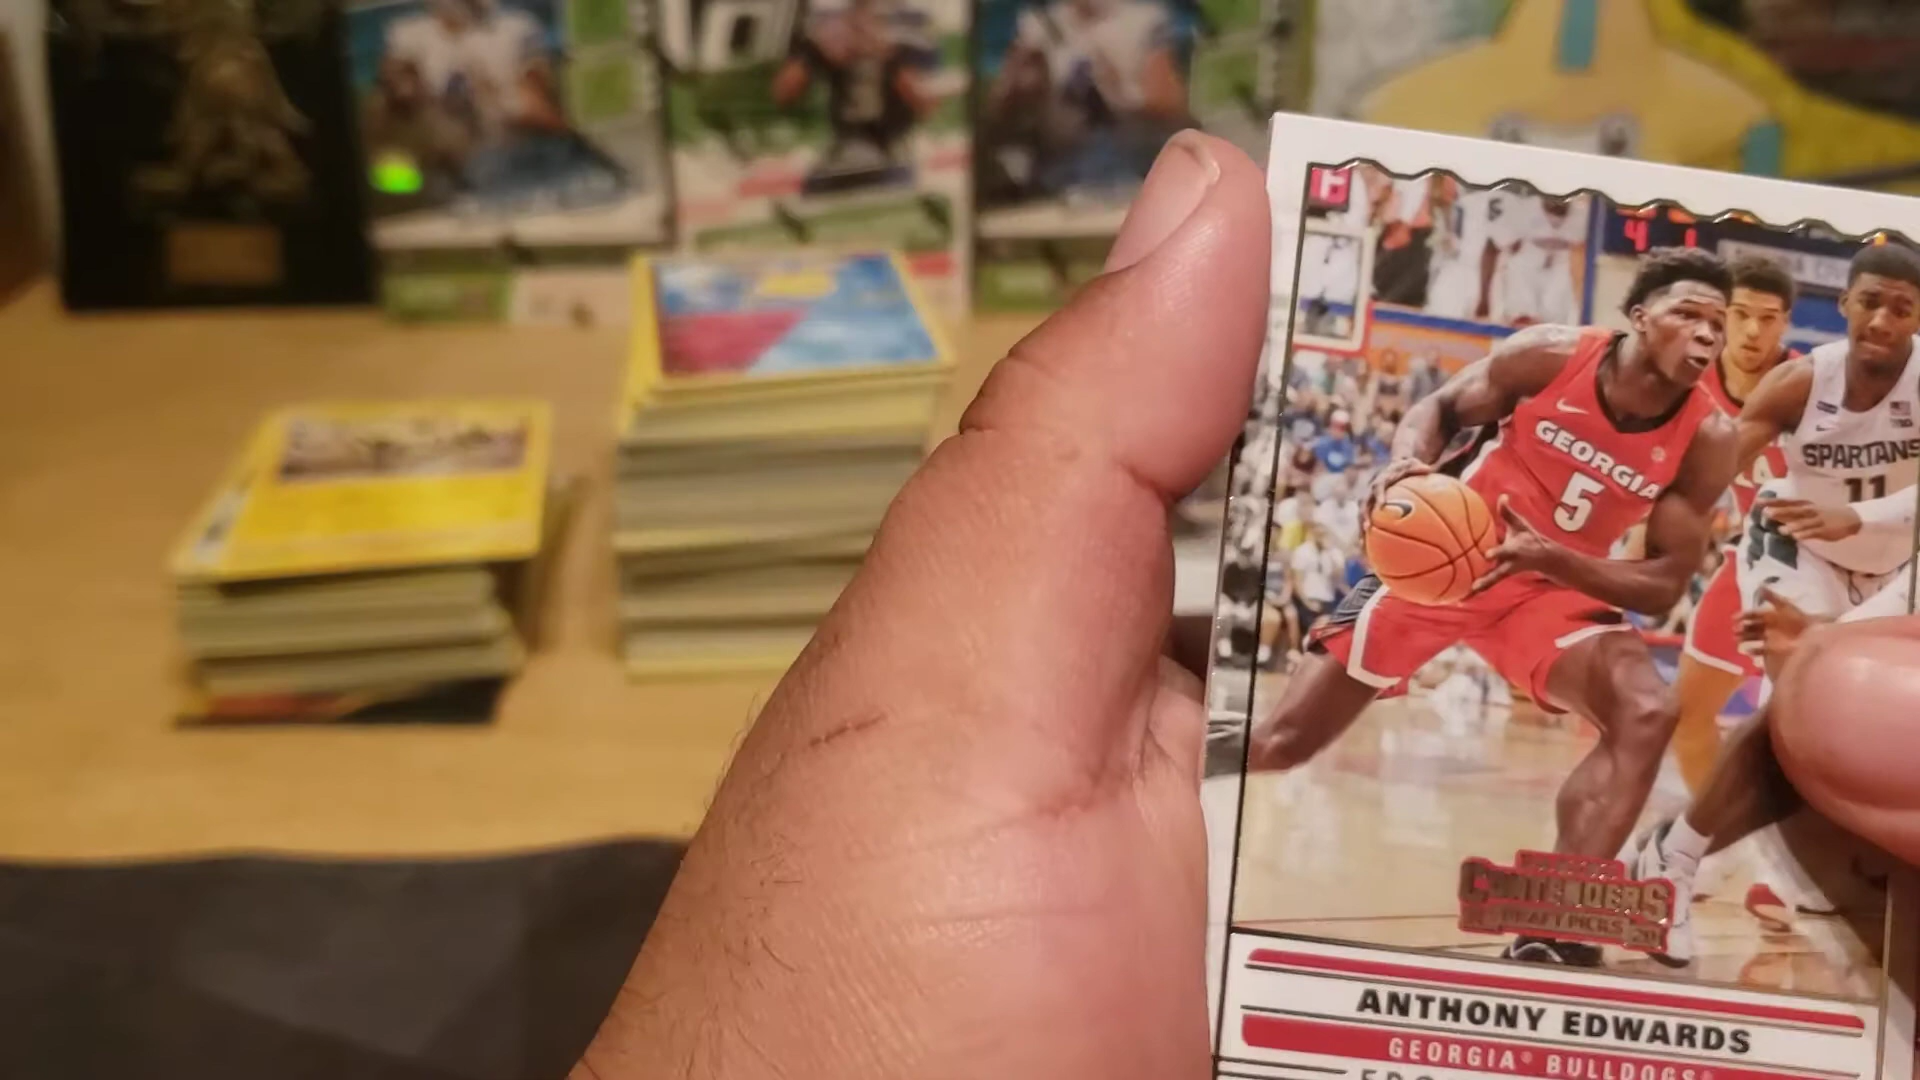 GEORGIA
5
SPARTANS
11
CONTENDERS
DRAFT PICKS
ANTHONY EDWARDS
GEORGIA® BULLDOGS®